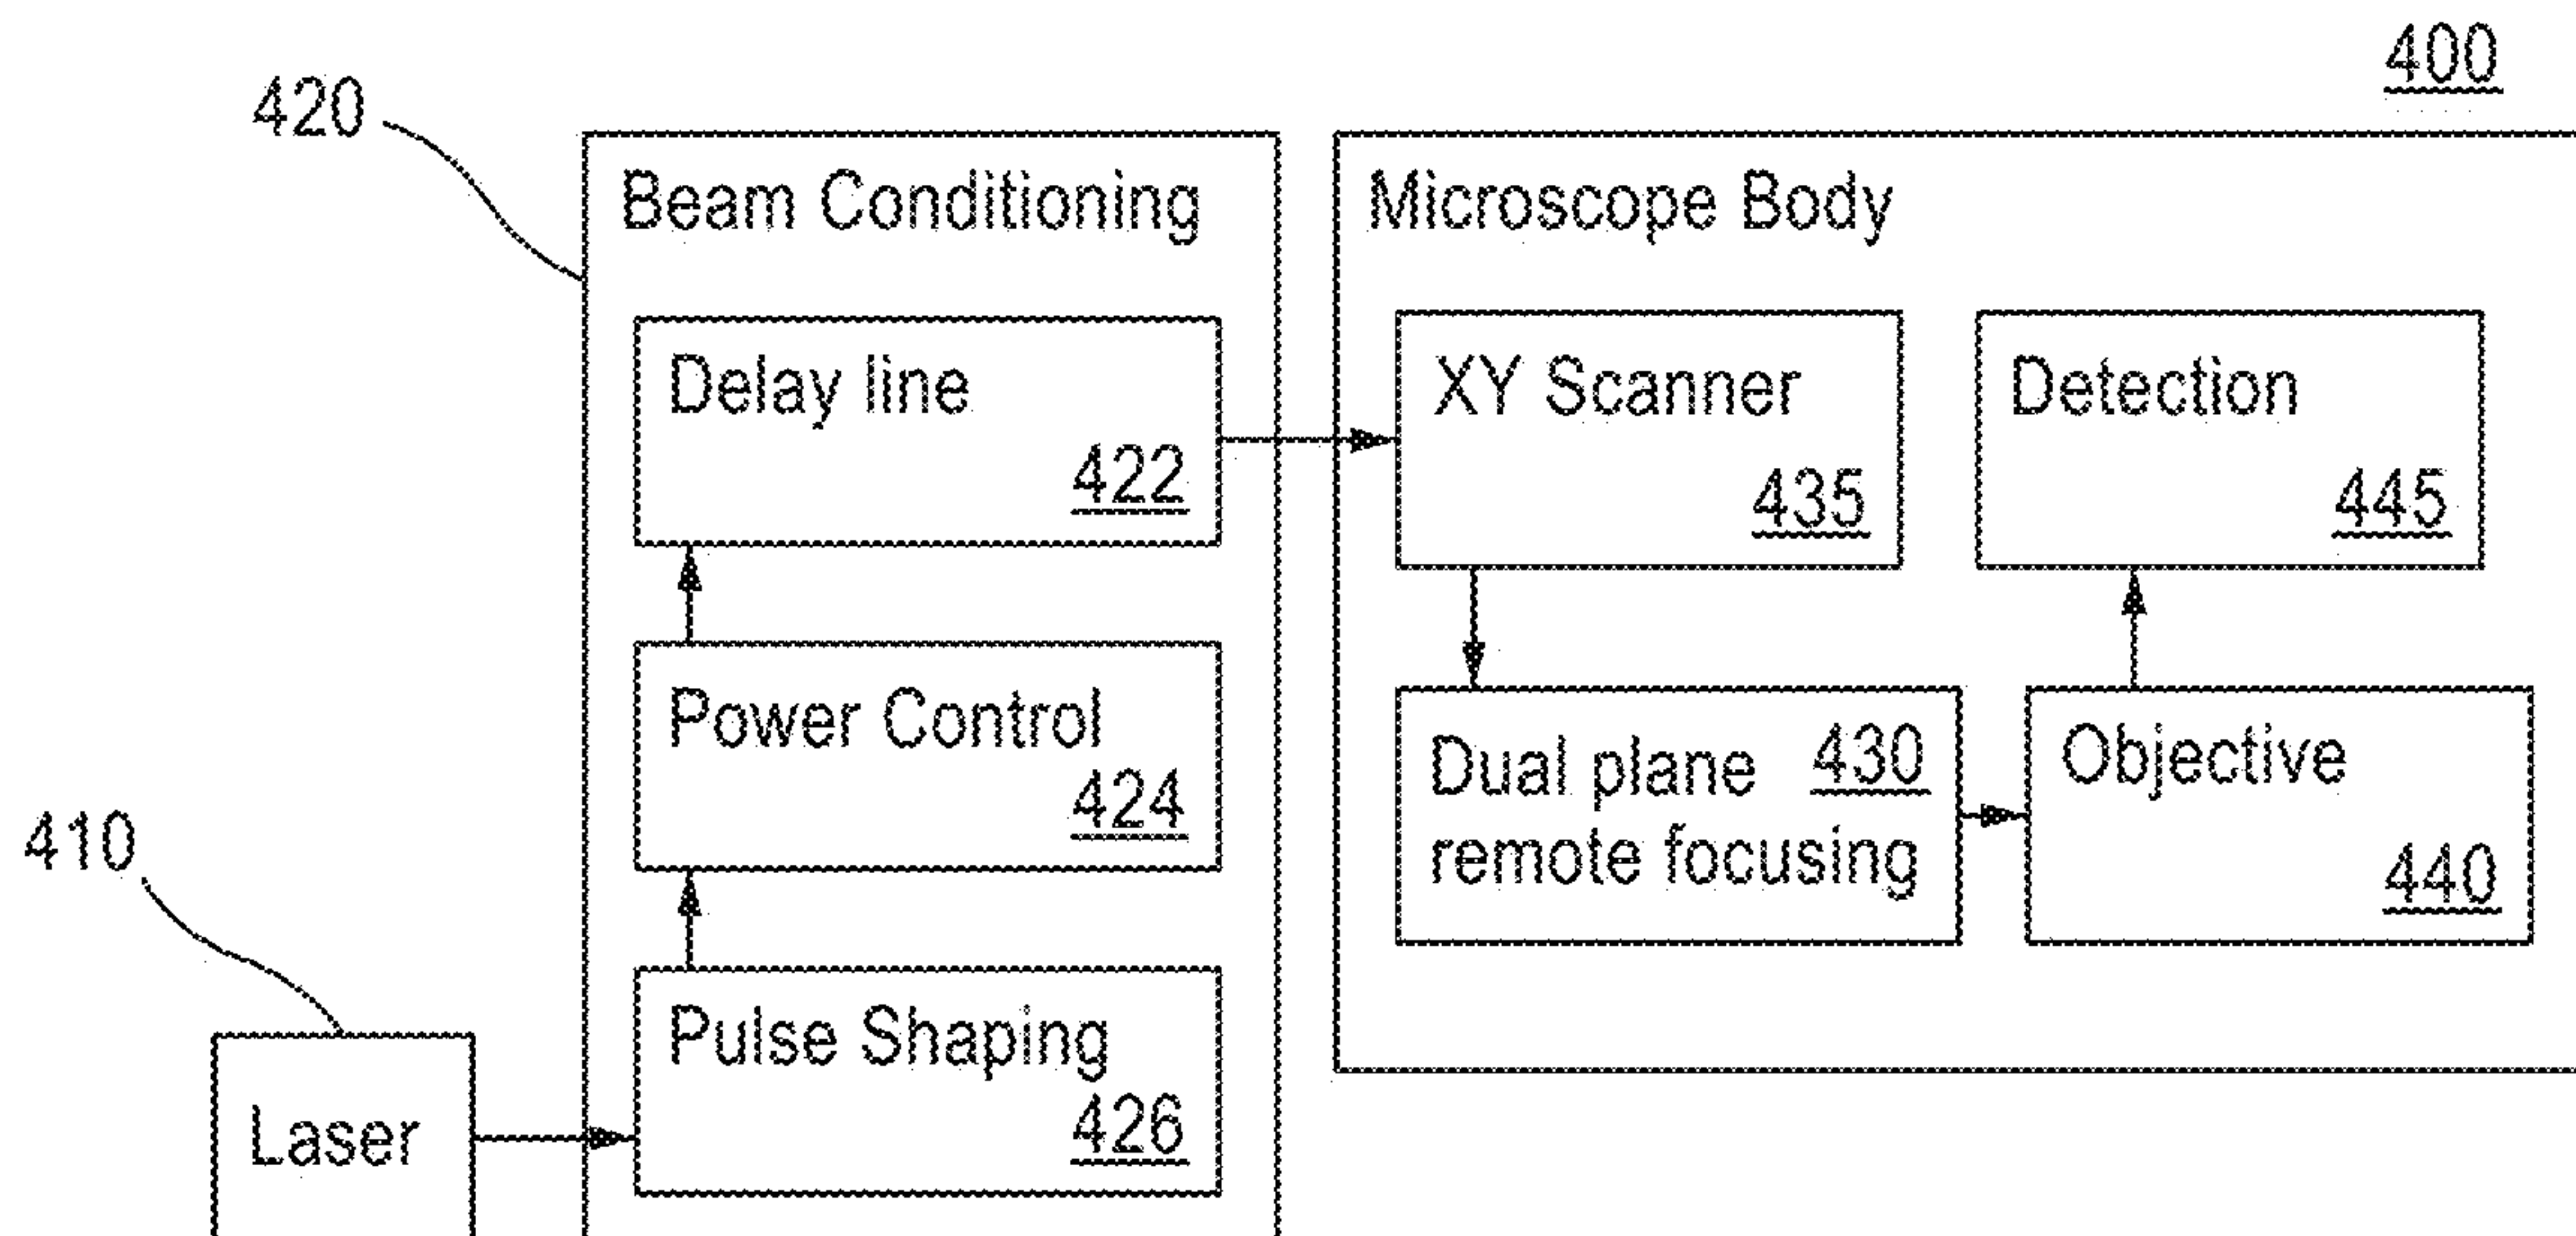 400
420
Beam Conditioning
Microscope Body
Delay line
422
XY Scanner
435
Detection
445
Power Control
424
Dual plane 430
remote focusing
Objective
440
410
Pulse Shaping
426
Laser